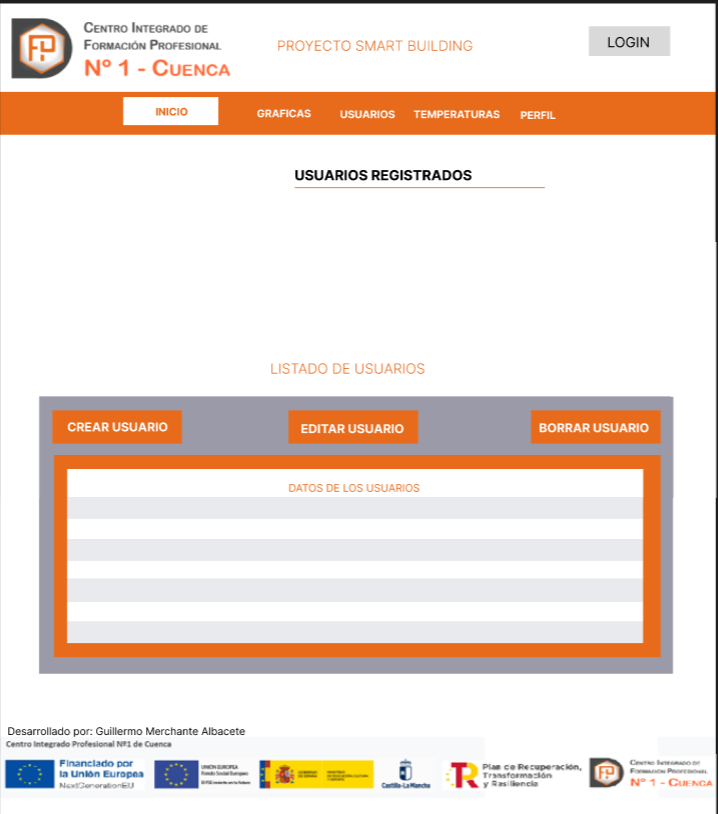 Centro Integrado de
Formación Profesional
Nº 1 - Cuenca
PROYECTO SMART BUILDING
LOGIN
INICIO
GRAFICAS
USUARIOS
TEMPERATURAS
PERFIL
USUARIOS REGISTRADOS
LISTADO DE USUARIOS
CREAR USUARIO
EDITAR USUARIO
BORRAR USUARIO
DATOS DE LOS USUARIOS
Desarrollado por: Guillermo Merchante Albacete
Centro Integrado Profesional Nº1 de Cuenca
Financiado por
la Unión Europea
NextGenerationEU
UNIÓN EUROPEA
Fondo Social Europeo
Castilla-La Mancha
Plan de Recuperación,
Transformación
y Resiliencia
Centro Integrado de
Formación Profesional
Nº 1 - Cuenca